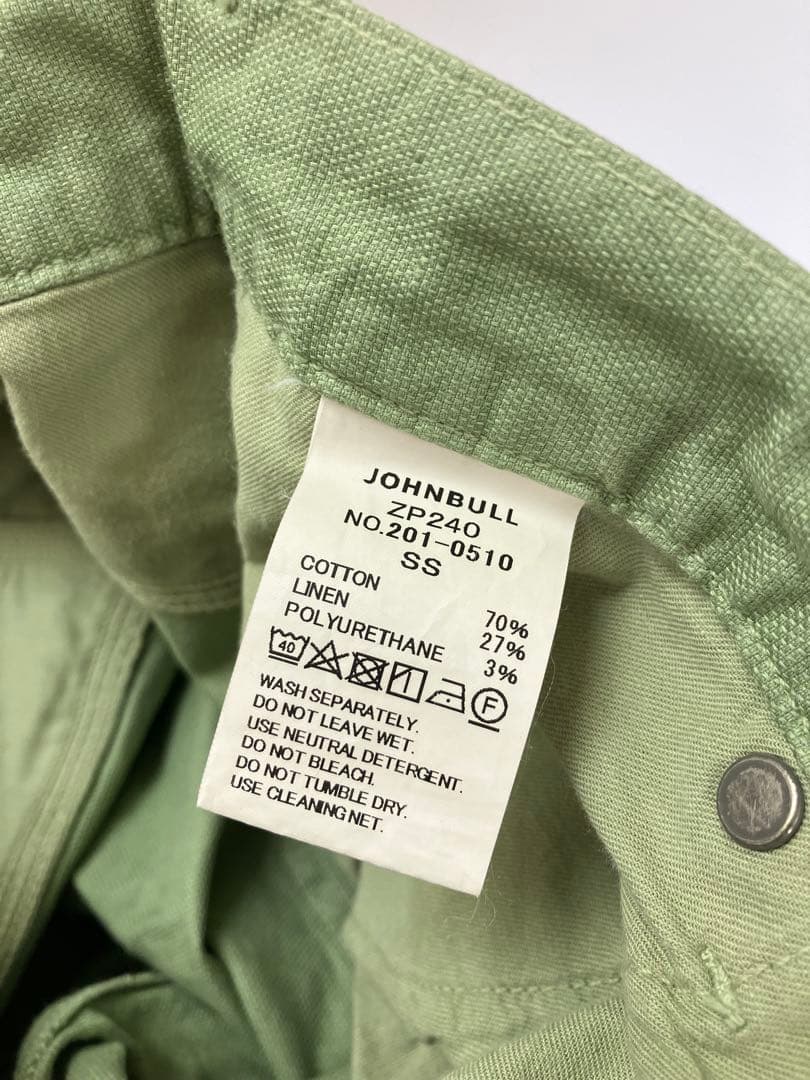 JOHNBULL
ZP240
NO.201-0510
SS
COTTON 70%
LINEN 27%
POLYURETHANE 3%
40 F
WASH SEPARATELY.
DO NOT LEAVE WET.
USE NEUTRAL DETERGENT.
DO NOT BLEACH.
DO NOT TUMBLE DRY.
USE CLEANING NET.